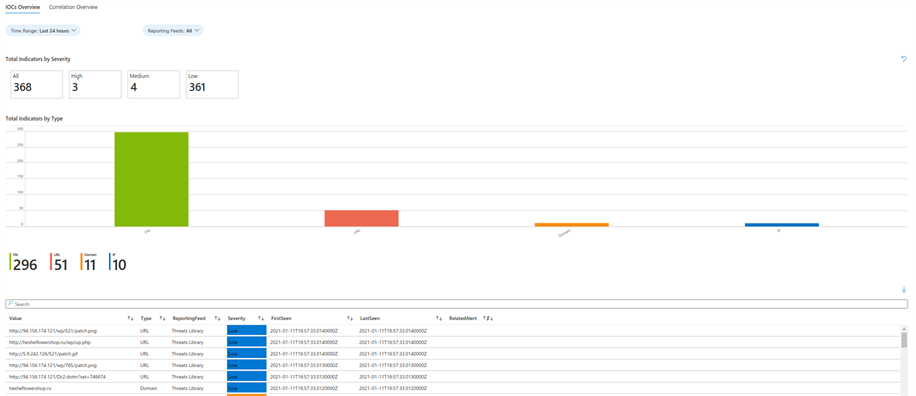 IOCs Overview Correlation Overview
Time Range: Last 24 hours Reporting Feeds: All
Total Indicators by Severity
All High Medium Low
368 3 4 361
Total Indicators by Type
300
250
200
150
100
50
0
File URL Domain IP
File URL Domain IP
296 51 11 10
Search
Value Type ReportingFeed Severity FirstSeen LastSeen RelatedAlert
http://94.158.174.121/wp/521/patch.png URL Threats Library Low 2021-01-11T16:57:33.0140000Z 2021-01-11T16:57:33.0140000Z
http://hesheflowershop.ru/wp/up.php URL Threats Library Low 2021-01-11T16:57:33.0140000Z 2021-01-11T16:57:33.0140000Z
http://5.9.242.126/521/patch.gif URL Threats Library Low 2021-01-11T16:57:33.0140000Z 2021-01-11T16:57:33.0140000Z
http://94.158.174.121/wp/765/patch.png URL Threats Library Low 2021-01-11T16:57:33.0130000Z 2021-01-11T16:57:33.0130000Z
http://94.158.174.121/Dc2.dotm?set=746674 URL Threats Library Low 2021-01-11T16:57:33.0130000Z 2021-01-11T16:57:33.0130000Z
hesheflowershop.ru Domain Threats Library Low 2021-01-11T16:57:33.0120000Z 2021-01-11T16:57:33.0120000Z